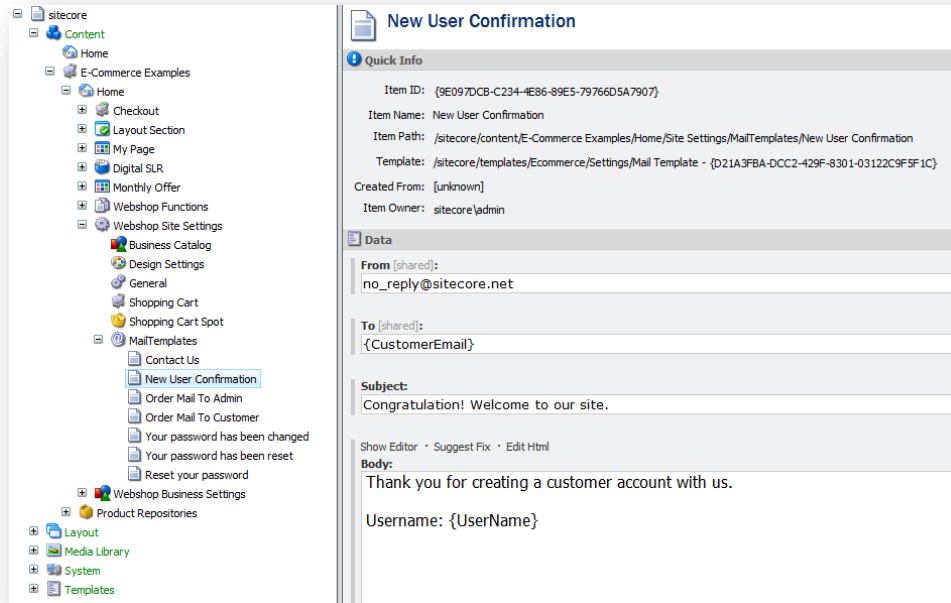 sitecore
Content
Home
E-Commerce Examples
Home
Checkout
Layout Section
My Page
Digital SLR
Monthly Offer
Webshop Functions
Webshop Site Settings
Business Catalog
Design Settings
General
Shopping Cart
Shopping Cart Spot
MailTemplates
Contact Us
New User Confirmation
Order Mail To Admin
Order Mail To Customer
Your password has been changed
Your password has been reset
Reset your password
Webshop Business Settings
Product Repositories
Layout
Media Library
System
Templates
New User Confirmation
Quick Info
Item ID: {9E097DCB-C234-4E86-89E5-79766D5A7907}
Item Name: New User Confirmation
Item Path: /sitecore/content/E-Commerce Examples/Home/Site Settings/MailTemplates/New User Confirmation
Template: /sitecore/templates/Ecommerce/Settings/Mail Template - {D21A3FBA-DCC2-429F-8301-03122C9F5F1C}
Created From: [unknown]
Item Owner: sitecore\admin
Data
From [shared]:
no_reply@sitecore.net
To [shared]:
{CustomerEmail}
Subject:
Congratulation! Welcome to our site.
Show Editor · Suggest Fix · Edit Html
Body:
Thank you for creating a customer account with us.
Username: {UserName}